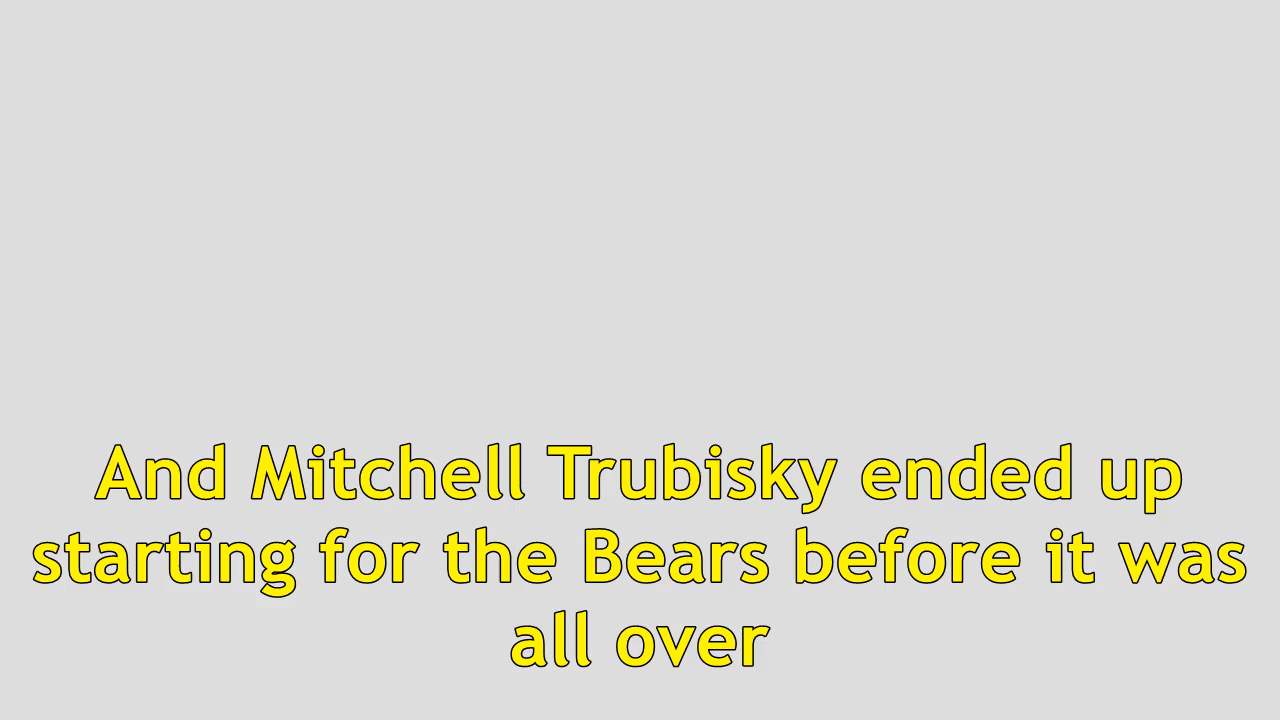 And Mitchell Trubisky ended up
starting for the Bears before it was
all over